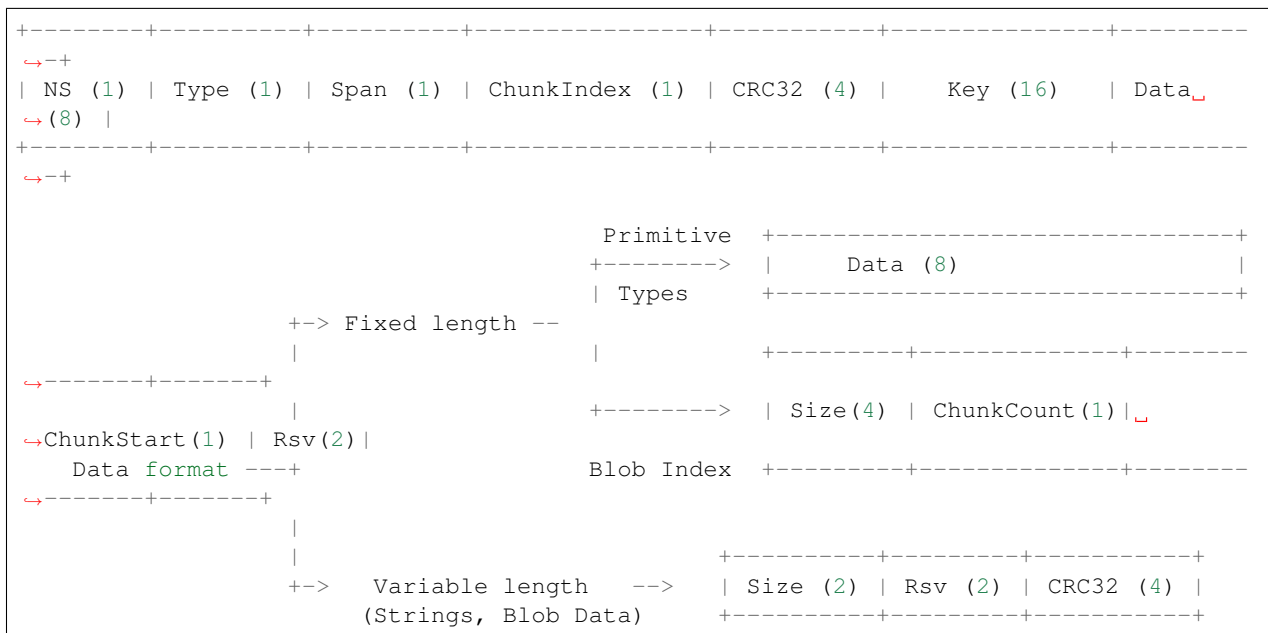 +--------+----------+----------+----------------+-----------+---------------+---------
↪-+
| NS (1) | Type (1) | Span (1) | ChunkIndex (1) | CRC32 (4) |    Key (16)   | Data␣
↪(8) |
+--------+----------+----------+----------------+-----------+---------------+---------
↪-+

                                         Primitive  +--------------------------------+
                                        +-------->  |     Data (8)                   |
                                        | Types     +--------------------------------+
                   +-> Fixed length --
                   |                    |           +---------+--------------+--------
↪-------+-------+
                   |                    +-------->  | Size(4) | ChunkCount(1)|␣
↪ChunkStart(1) | Rsv(2)|
    Data format ---+                    Blob Index  +---------+--------------+--------
↪-------+-------+
                   |
                   |                             +----------+---------+-----------+
                   +->   Variable length   -->   | Size (2) | Rsv (2) | CRC32 (4) |
                        (Strings, Blob Data)     +----------+---------+-----------+